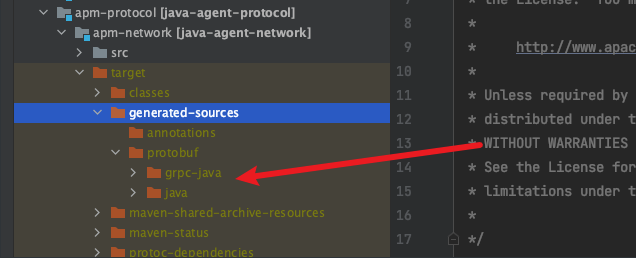 apm-protocol [java-agent-protocol]
apm-network [java-agent-network]
src
target
classes
generated-sources
annotations
protobuf
grpc-java
java
maven-shared-archive-resources
maven-status
protoc-dependencies
7 * the License. You m
8 *
9 * http://www.apac
10 *
11 * Unless required by
12 * distributed under t
13 * WITHOUT WARRANTIES
14 * See the License for
15 * limitations under t
16 *
17 */